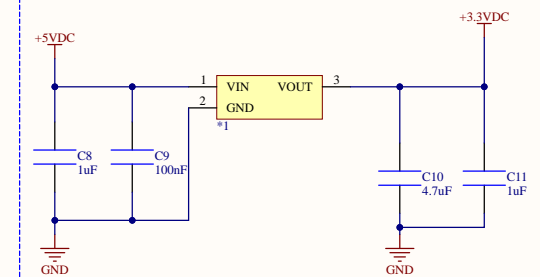 +3.3VDC
+5VDC
1 VIN VOUT 3
2 GND
*1
C8
1uF
C9
100nF
C10
4.7uF
C11
1uF
GND
GND